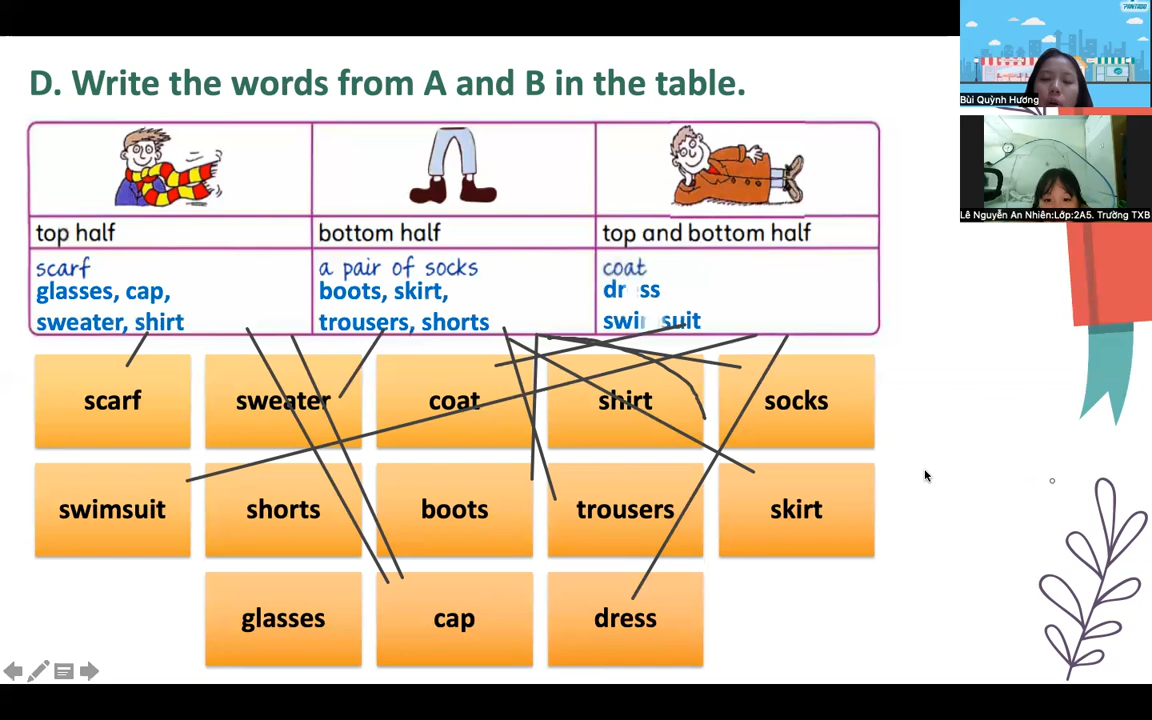 PANTADO
D. Write the words from A and B in the table.
Bùi Quỳnh Hương
Lê Nguyễn An Nhiên:Lớp:2A5. Trường TXB
top half
bottom half
top and bottom half
scarf
glasses, cap,
sweater, shirt
a pair of socks
boots, skirt,
trousers, shorts
coat
dr ss
swi suit
scarf
sweater
coat
shirt
socks
swimsuit
shorts
boots
trousers
skirt
glasses
cap
dress